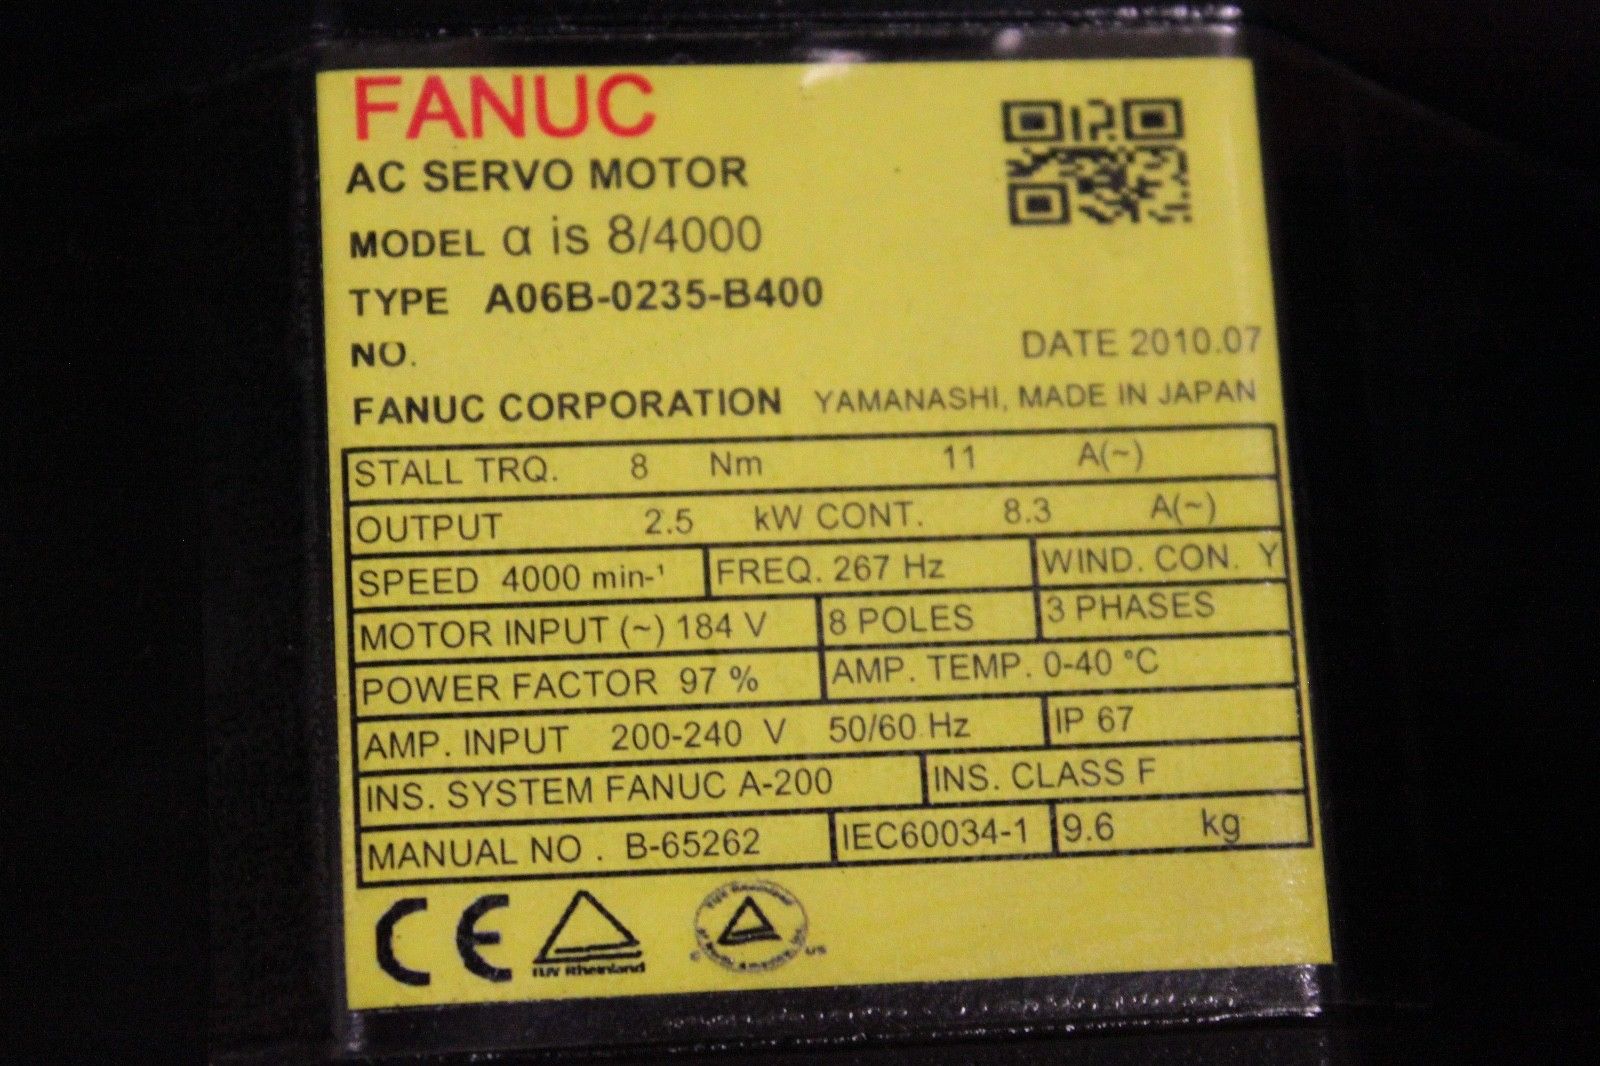 FANUC
AC SERVO MOTOR
MODEL α is 8/4000
TYPE A06B-0235-B400
NO.
DATE 2010.07
FANUC CORPORATION YAMANASHI, MADE IN JAPAN
STALL TRQ. 8 Nm 11 A(~)
OUTPUT 2.5 kW CONT. 8.3 A(~)
SPEED 4000 min-¹ FREQ. 267 Hz WIND. CON. Y
MOTOR INPUT (~) 184 V 8 POLES 3 PHASES
POWER FACTOR 97 % AMP. TEMP. 0-40 °C
AMP. INPUT 200-240 V 50/60 Hz IP 67
INS. SYSTEM FANUC A-200 INS. CLASS F
MANUAL NO. B-65262 IEC60034-1 9.6 kg
CE TUV Rheinland
TUV Rheinland
C US